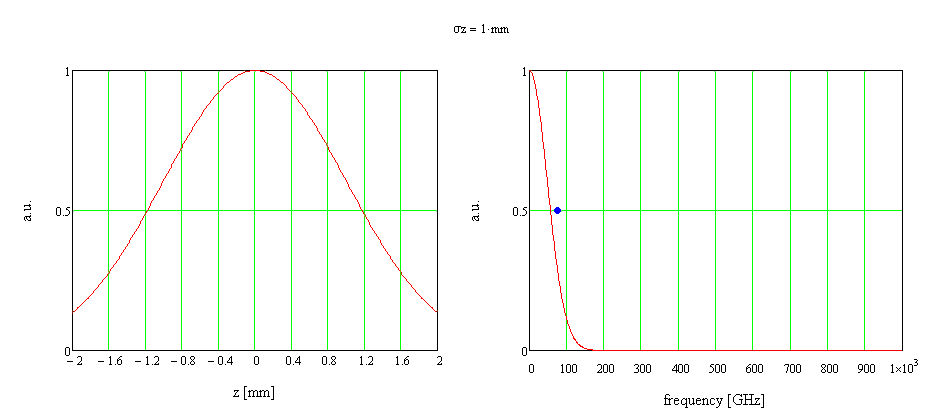 σz = 1·mm
a.u.
1
0.5
0
− 2 − 1.6 − 1.2 − 0.8 − 0.4 0 0.4 0.8 1.2 1.6 2
z [mm]
a.u.
1
0.5
0
0 100 200 300 400 500 600 700 800 900 1×10³
frequency [GHz]